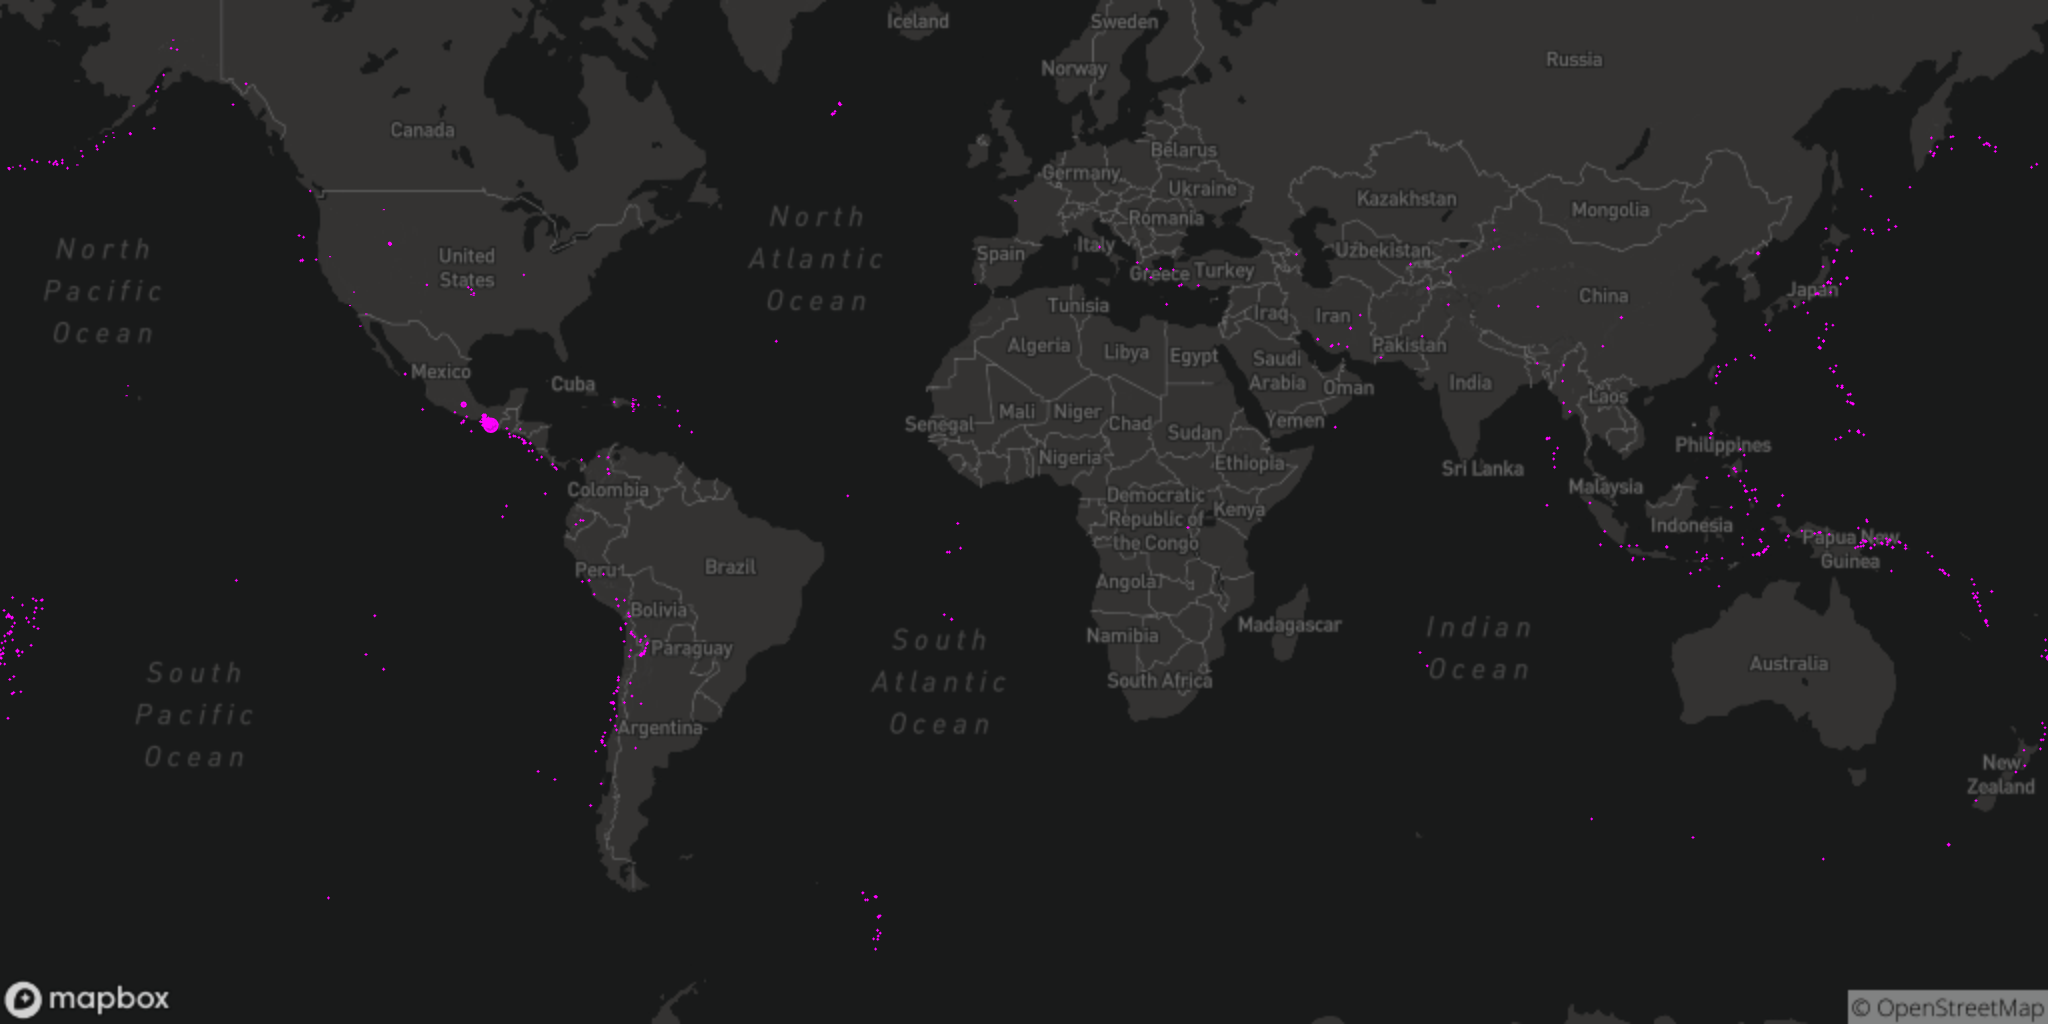 Iceland
Sweden
Norway
Russia
Canada
Belarus
Germany
Ukraine
Kazakhstan
Mongolia
Romania
North
Atlantic
Ocean
North
Pacific
Ocean
United
States
Spain
Italy
Uzbekistan
Greece
Turkey
China
Japan
Tunisia
Iraq
Iran
Pakistan
Algeria
Libya
Egypt
Saudi
Arabia
Oman
India
Laos
Mexico
Cuba
Mali
Niger
Chad
Senegal
Sudan
Yemen
Philippines
Nigeria
Ethiopia
Sri Lanka
Malaysia
Colombia
Democratic
Republic of
the Congo
Kenya
Indonesia
Papua New
Guinea
Peru
Brazil
Angola
Bolivia
Namibia
Madagascar
Indian
Ocean
Paraguay
South
Atlantic
Ocean
South Africa
Australia
South
Pacific
Ocean
Argentina
New
Zealand
mapbox
© OpenStreetMap